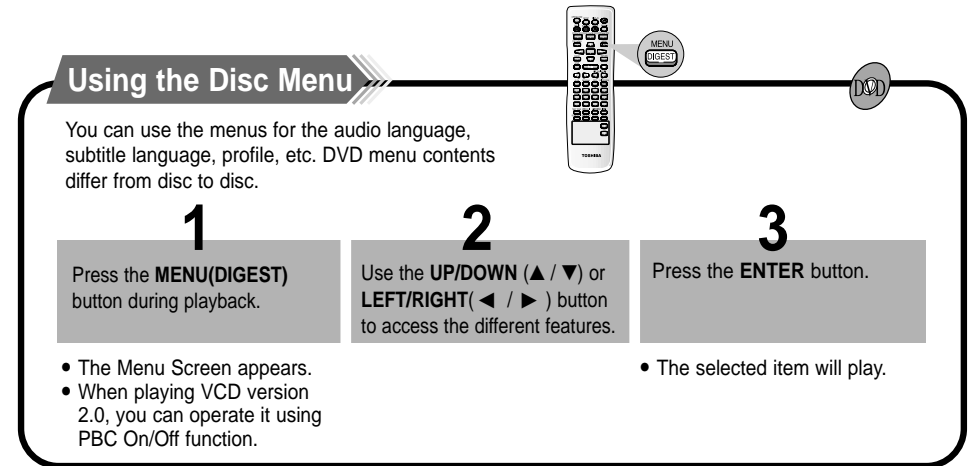 MENU
DIGEST
TOSHIBA
Using the Disc Menu
DVD
You can use the menus for the audio language,
subtitle language, profile, etc. DVD menu contents
differ from disc to disc.
1
Press the MENU(DIGEST)
button during playback.
• The Menu Screen appears.
• When playing VCD version
2.0, you can operate it using
PBC On/Off function.
2
Use the UP/DOWN (▲ / ▼) or
LEFT/RIGHT( ◀ / ▶ ) button
to access the different features.
3
Press the ENTER button.
• The selected item will play.